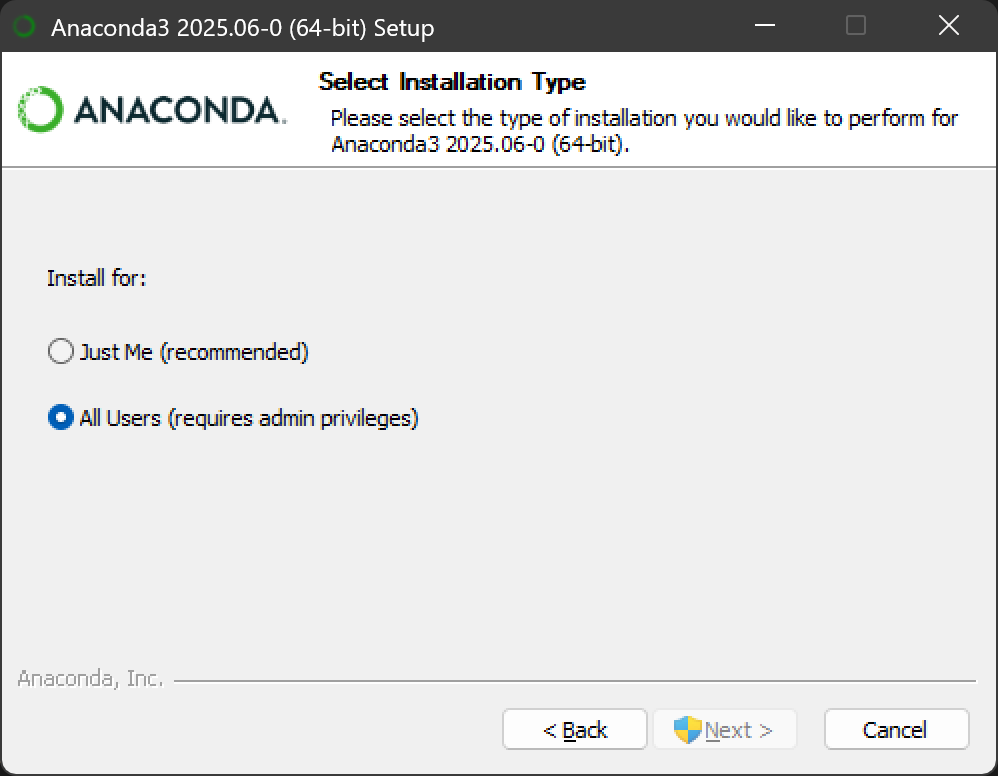 Anaconda3 2025.06-0 (64-bit) Setup
ANACONDA.
Select Installation Type
Please select the type of installation you would like to perform for
Anaconda3 2025.06-0 (64-bit).
Install for:
Just Me (recommended)
All Users (requires admin privileges)
Anaconda, Inc.
< Back
Next >
Cancel